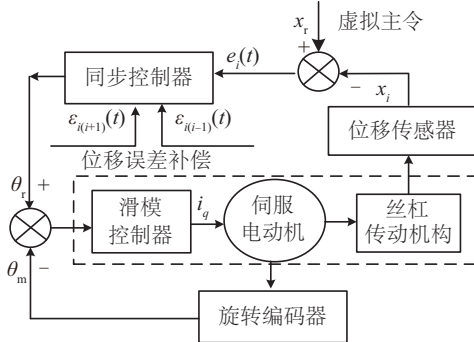 x_r 虚拟主令
+
e_i(t)
同步控制器
−
x_i
ε_{i(i+1)}(t) ε_{i(i−1)}(t)
位移传感器
位移误差补偿
θ_r +
滑模
控制器
i_q
伺服
电动机
丝杠
传动机构
θ_m −
旋转编码器